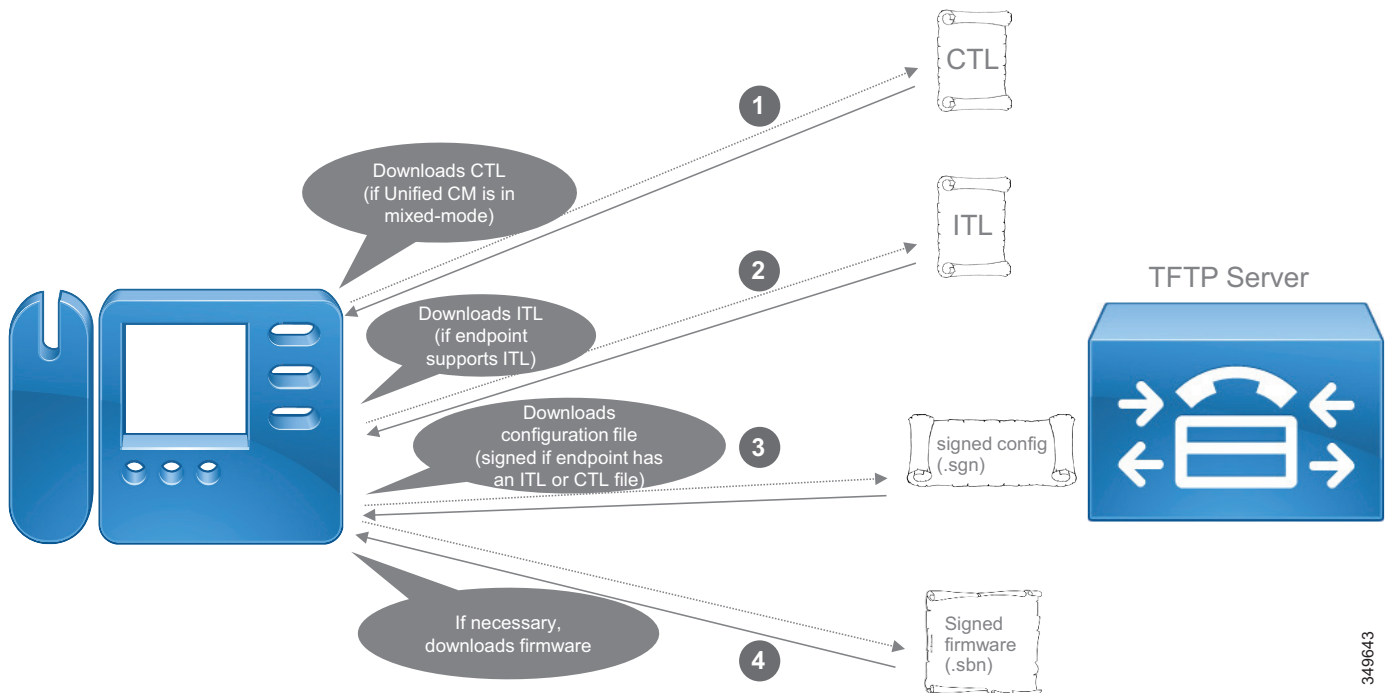 CTL
1
Downloads CTL
(if Unified CM is in
mixed-mode)
ITL
2
TFTP Server
Downloads ITL
(if endpoint
supports ITL)
Downloads
configuration file
(signed if endpoint has
an ITL or CTL file)
3
signed config
(.sgn)
If necessary,
downloads firmware
4
Signed
firmware
(.sbn)
349643